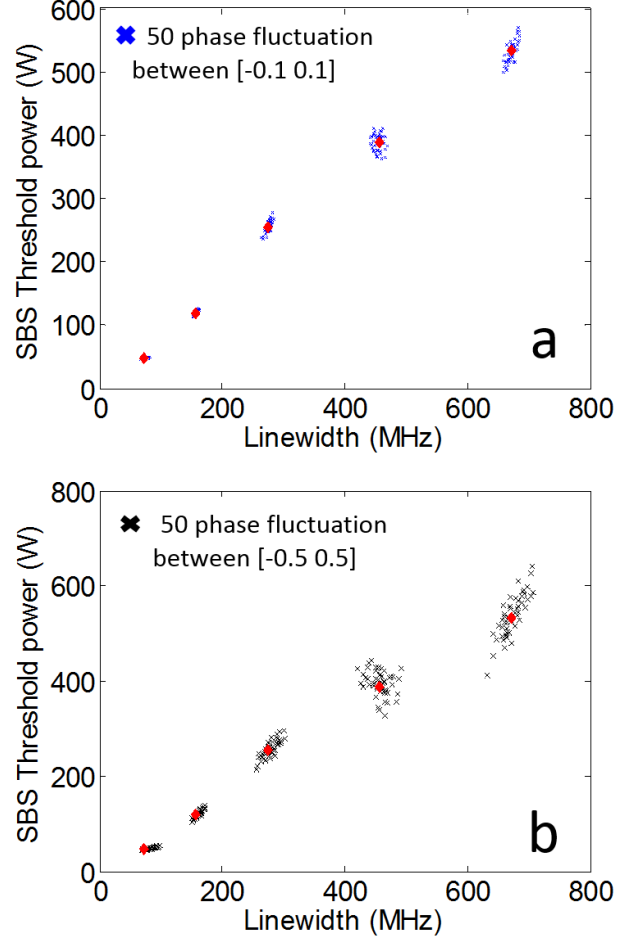 600
500
400
300
200
100
0
SBS Threshold power (W)
50 phase fluctuation
between [-0.1 0.1]
a
0 200 400 600 800
Linewidth (MHz)
800
600
400
200
0
SBS Threshold power (W)
50 phase fluctuation
between [-0.5 0.5]
b
0 200 400 600 800
Linewidth (MHz)